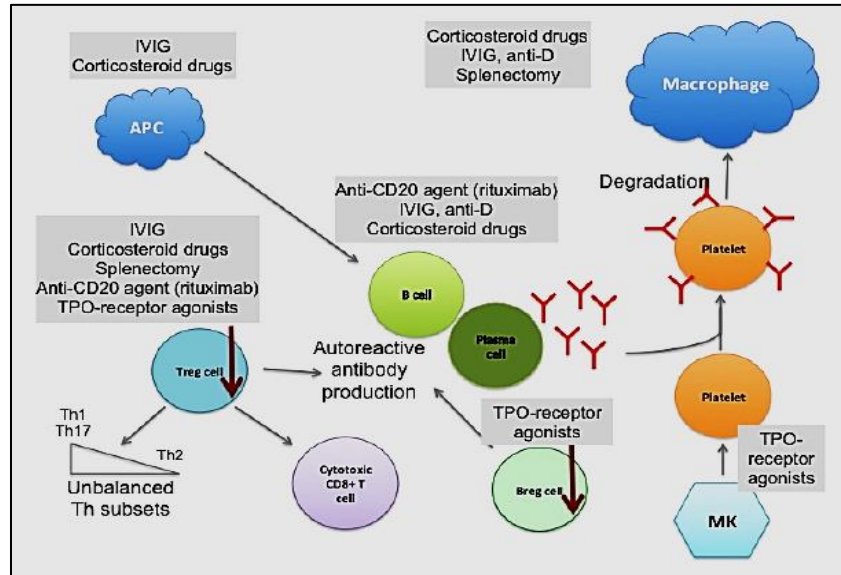 IVIG
Corticosteroid drugs
APC
Corticosteroid drugs
IVIG, anti-D
Splenectomy
Macrophage
Degradation
Platelet
Anti-CD20 agent (rituximab)
IVIG, anti-D
Corticosteroid drugs
B cell
Plasma
cell
IVIG
Corticosteroid drugs
Splenectomy
Anti-CD20 agent (rituximab)
TPO-receptor agonists
Treg cell
Autoreactive
antibody
production
Platelet
TPO-receptor
agonists
TPO-
receptor
agonists
Th1
Th17
Th2
Unbalanced
Th subsets
Cytotoxic
CD8+ T
cell
Breg cell
MK